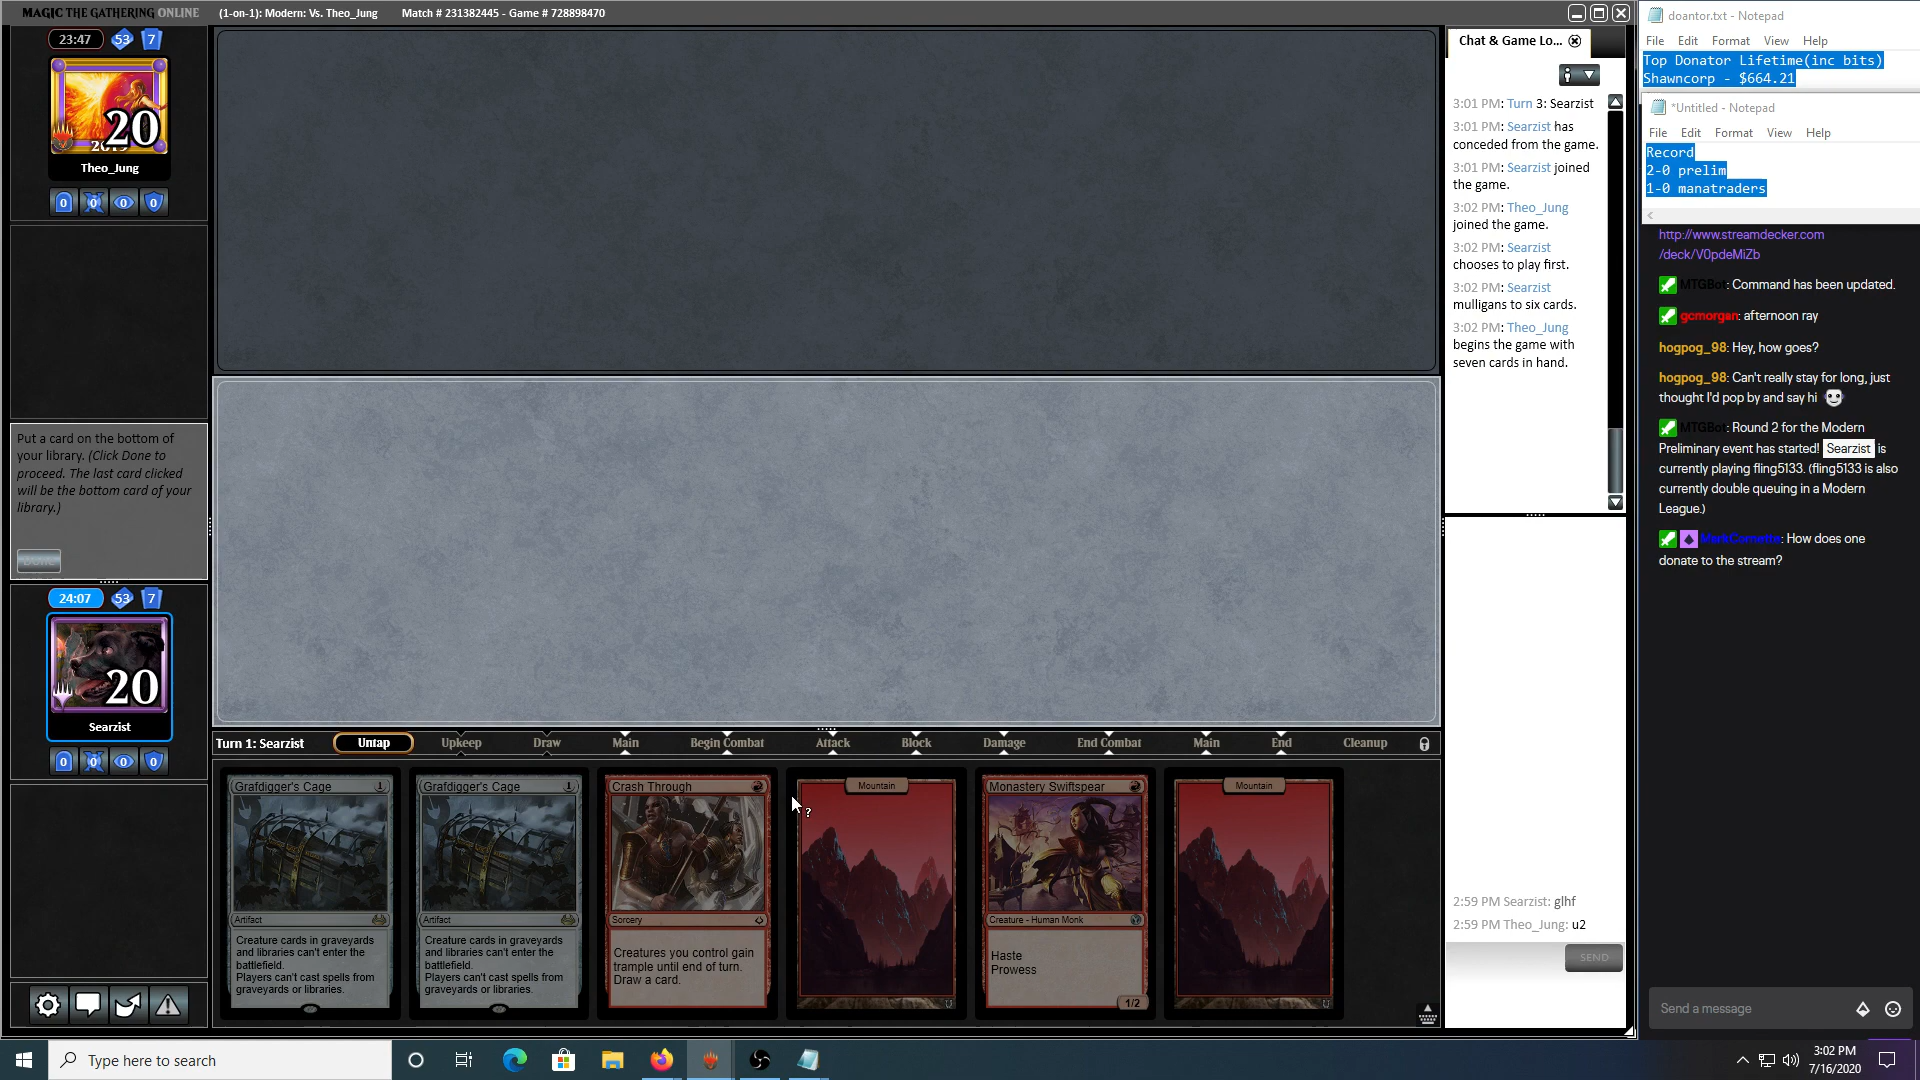 MAGIC THE GATHERING ONLINE
(1-on-1): Modern: Vs. Theo_Jung
Match # 231382445 - Game # 728898470
23:47
53
7
20
Theo_Jung
0
0
0
0
Put a card on the bottom of
your library. (Click Done to
proceed. The last card clicked
will be the bottom card of your
library.)
24:07
53
7
20
Searzist
0
0
0
0
Turn 1: Searzist
Untap
Upkeep
Draw
Main
Begin Combat
Attack
Block
Damage
End Combat
Main
End
Cleanup
Grafdigger's Cage
1
Artifact
Creature cards in graveyards
and libraries can't enter the
battlefield.
Players can't cast spells from
graveyards or libraries.
Grafdigger's Cage
1
Artifact
Creature cards in graveyards
and libraries can't enter the
battlefield.
Players can't cast spells from
graveyards or libraries.
Crash Through
Sorcery
Creatures you control gain
trample until end of turn.
Draw a card.
Mountain
Monastery Swiftspear
Creature - Human Monk
Haste
Prowess
1/2
Mountain
Chat & Game Lo...
3:01 PM: Turn 3: Searzist
3:01 PM: Searzist has
conceded from the game.
3:01 PM: Searzist joined
the game.
3:02 PM: Theo_Jung
joined the game.
3:02 PM: Searzist
chooses to play first.
3:02 PM: Searzist
mulligans to six cards.
3:02 PM: Theo_Jung
begins the game with
seven cards in hand.
2:59 PM Searzist: glhf
2:59 PM Theo_Jung: u2
SEND
doantor.txt - Notepad
File Edit Format View Help
Top Donator Lifetime(inc bits)
Shawncorp - $664.21
*Untitled - Notepad
File Edit Format View Help
Record
2-0 prelim
1-0 manatraders
http://www.streamdecker.com
/deck/V0pdeMiZb
MTGBot: Command has been updated.
gcmorgan: afternoon ray
hogpog_98: Hey, how goes?
hogpog_98: Can't really stay for long, just
thought I'd pop by and say hi
MTGBot: Round 2 for the Modern
Preliminary event has started! Searzist is
currently playing fling5133. (fling5133 is also
currently double queuing in a Modern
League.)
: How does one
donate to the stream?
Send a message
Type here to search
3:02 PM
7/16/2020